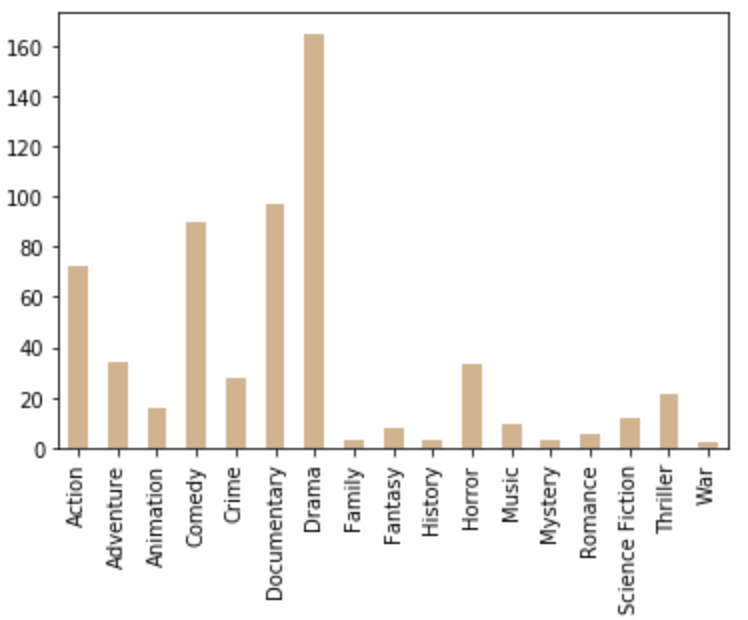 160
140
120
100
80
60
40
20
0
Action
Adventure
Animation
Comedy
Crime
Documentary
Drama
Family
Fantasy
History
Horror
Music
Mystery
Romance
Science Fiction
Thriller
War